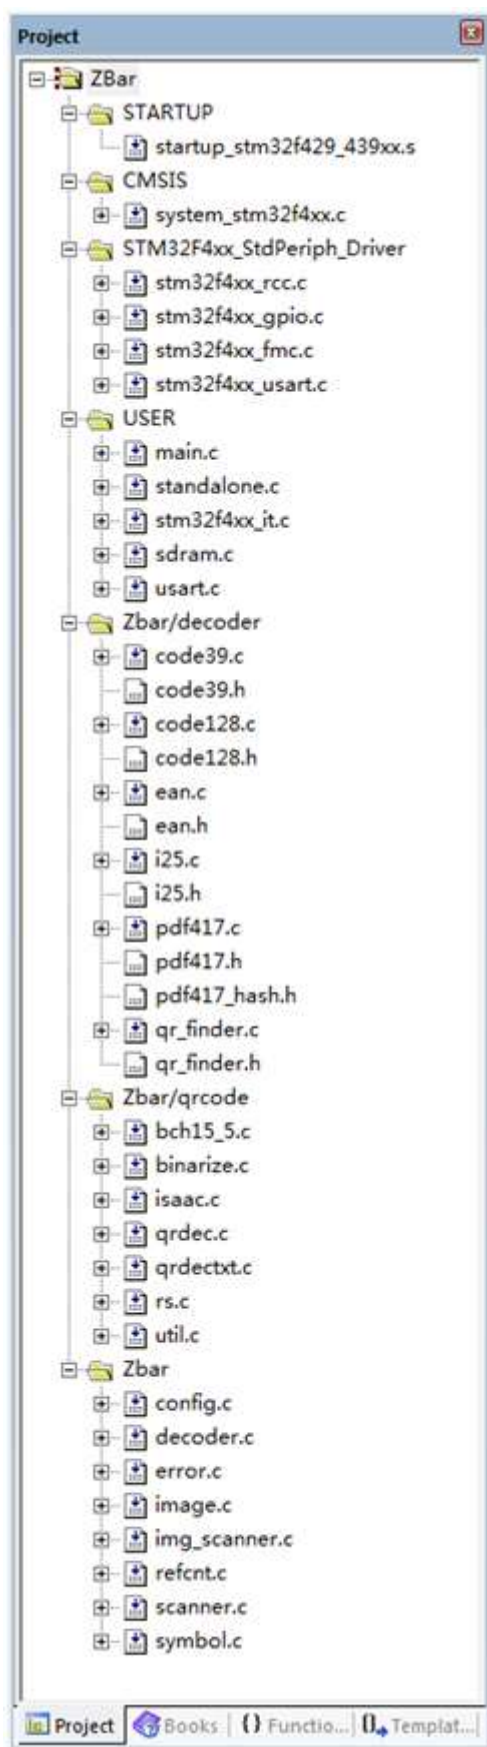 Project
ZBar
STARTUP
startup_stm32f429_439xx.s
CMSIS
system_stm32f4xx.c
STM32F4xx_StdPeriph_Driver
stm32f4xx_rcc.c
stm32f4xx_gpio.c
stm32f4xx_fmc.c
stm32f4xx_usart.c
USER
main.c
standalone.c
stm32f4xx_it.c
sdram.c
usart.c
Zbar/decoder
code39.c
code39.h
code128.c
code128.h
ean.c
ean.h
i25.c
i25.h
pdf417.c
pdf417.h
pdf417_hash.h
qr_finder.c
qr_finder.h
Zbar/qrcode
bch15_5.c
binarize.c
isaac.c
qrdec.c
qrdectxt.c
rs.c
util.c
Zbar
config.c
decoder.c
error.c
image.c
img_scanner.c
refcnt.c
scanner.c
symbol.c
Project Books {} Functio... Templat...